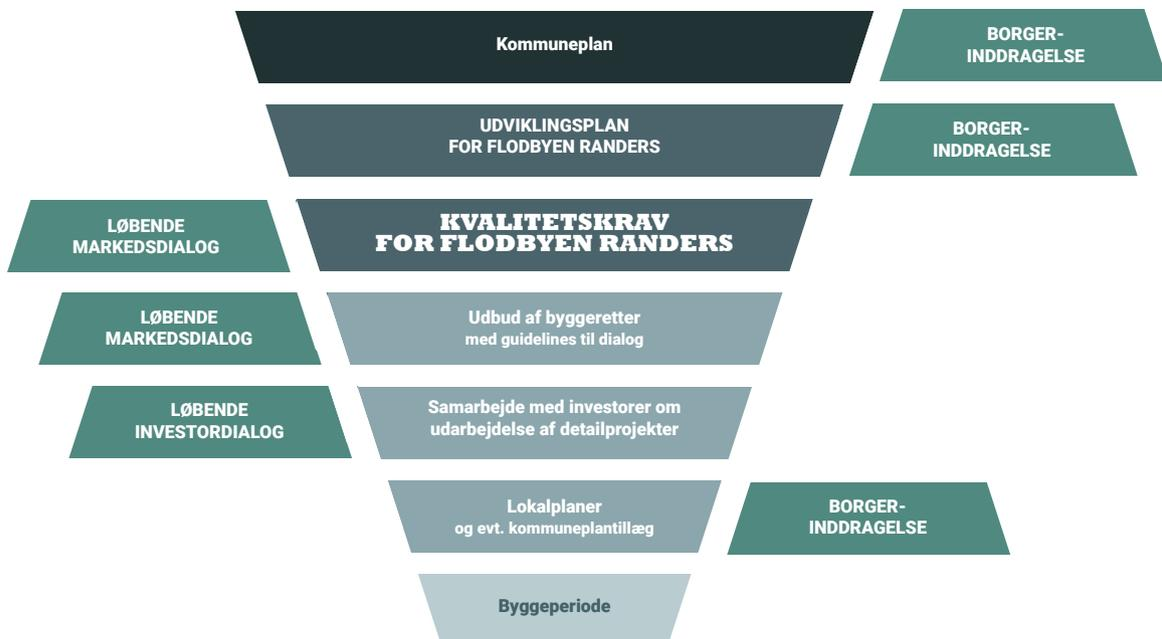 Kommuneplan
BORGER-
INDDRAGELSE
UDVIKLINGSPLAN
FOR FLODBYEN RANDERS
BORGER-
INDDRAGELSE
LØBENDE
MARKEDSDIALOG
KVALITETSKRAV
FOR FLODBYEN RANDERS
LØBENDE
MARKEDSDIALOG
Udbud af byggeretter
med guidelines til dialog
LØBENDE
INVESTORDIALOG
Samarbejde med investorer om
udarbejdelse af detailprojekter
Lokalplaner
og evt. kommuneplantillæg
BORGER-
INDDRAGELSE
Byggeperiode